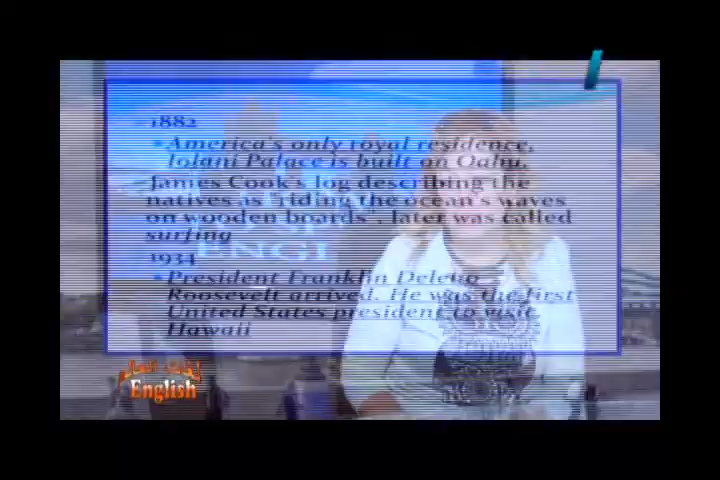 1882
America's only royal residence,
Iolani Palace is built on Oahu.
James Cook's log describing the
natives as "riding the ocean's waves
on wooden boards", later was called
surfing
1934
President Franklin Deleno
Roosevelt arrived. He was the first
United States president to visit
Hawaii
ENGLI
English